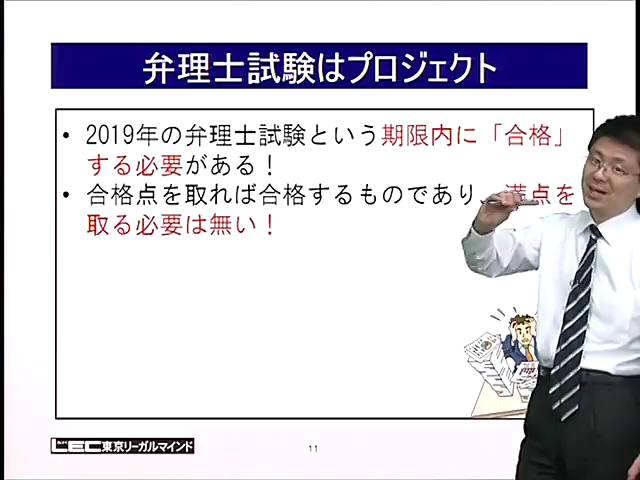 弁理士試験はプロジェクト
• 2019年の弁理士試験という期限内に「合格」
する必要がある！
• 合格点を取れば合格するものであり、満点を
取る必要は無い！
LEC東京リーガルマインド
11